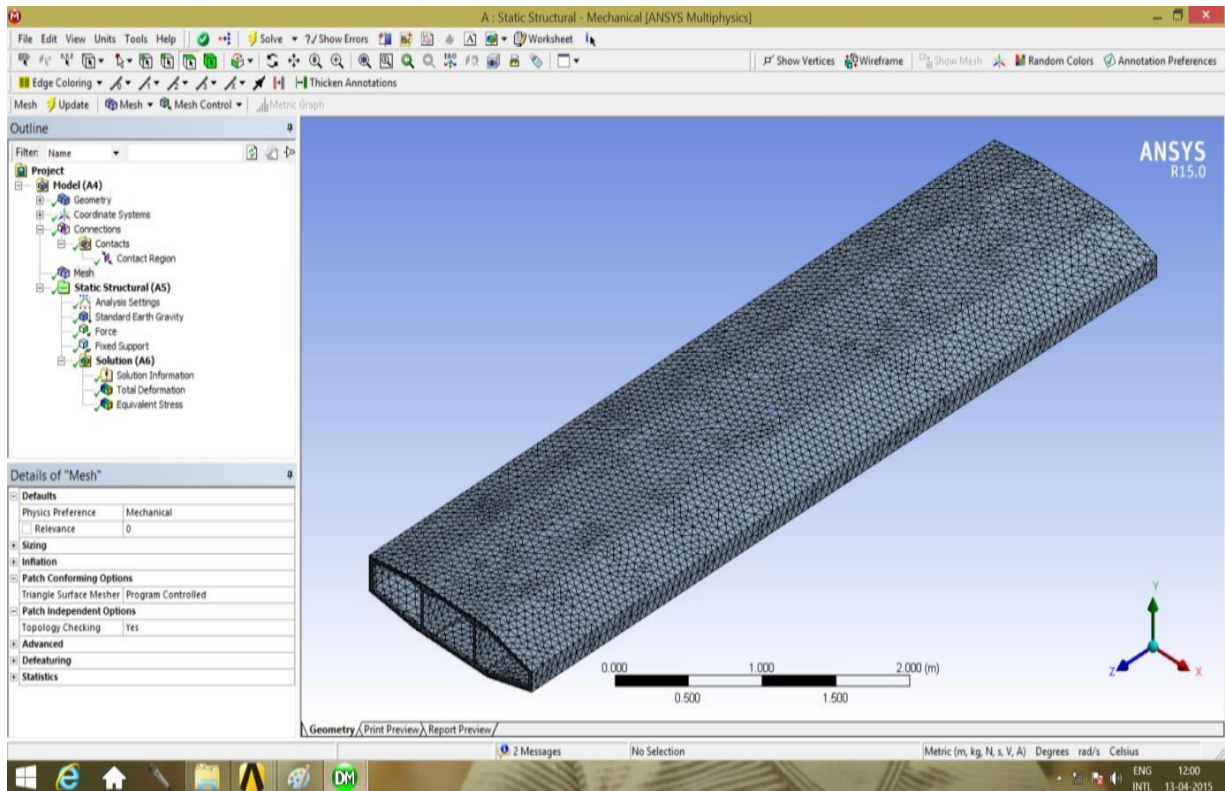 A : Static Structural - Mechanical [ANSYS Multiphysics]
File Edit View Units Tools Help Solve ?/ Show Errors Worksheet
Show Vertices Wireframe Show Mesh Random Colors Annotation Preferences
Edge Coloring Thicken Annotations
Mesh Update Mesh Mesh Control Metric Graph
Outline
Filter: Name
Project
Model (A4)
Geometry
Coordinate Systems
Connections
Contacts
Contact Region
Mesh
Static Structural (A5)
Analysis Settings
Standard Earth Gravity
Force
Fixed Support
Solution (A6)
Solution Information
Total Deformation
Equivalent Stress
Details of "Mesh"
Defaults
Physics Preference Mechanical
Relevance 0
Sizing
Inflation
Patch Conforming Options
Triangle Surface Mesher Program Controlled
Patch Independent Options
Topology Checking Yes
Advanced
Defeaturing
Statistics
ANSYS
R15.0
Y
Z X
0.000 1.000 2.000 (m)
0.500 1.500
Geometry Print Preview Report Preview
2 Messages No Selection Metric (m, kg, N, s, V, A) Degrees rad/s Celsius
DM
ENG 12:00
INTL 13-04-2015